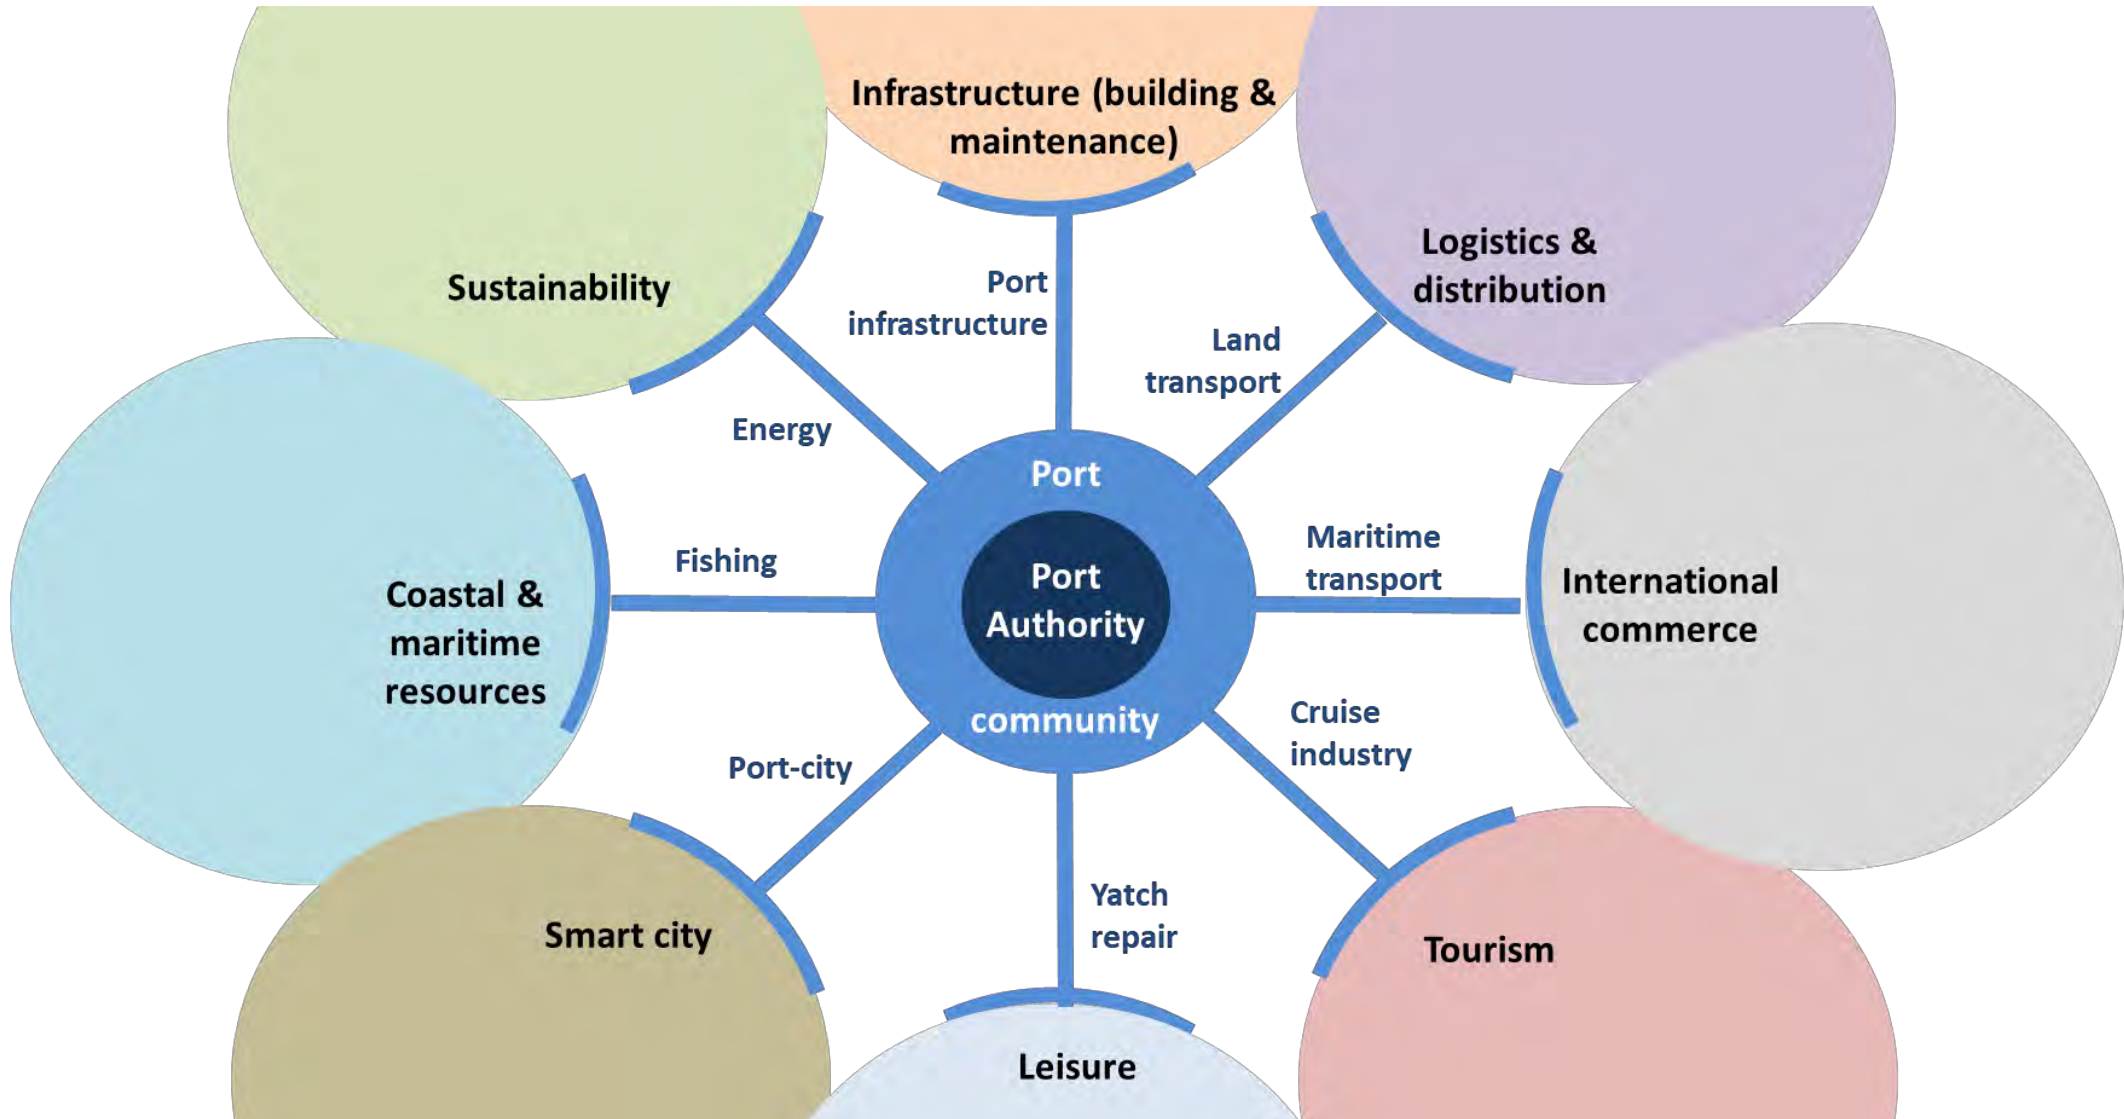 Infrastructure (building &
maintenance)
Logistics &
distribution
Sustainability
Port
infrastructure
Land
transport
Energy
Port
Maritime
transport
Fishing
Port
Authority
International
commerce
Coastal &
maritime
resources
community
Cruise
industry
Port-city
Yatch
repair
Smart city
Tourism
Leisure